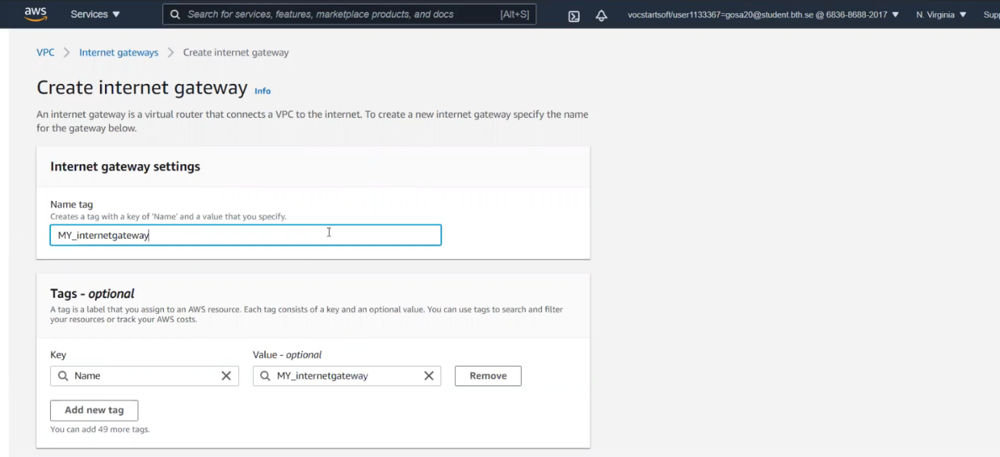 aws
Services ▼
Search for services, features, marketplace products, and docs [Alt+S]
vocstartsoft/user1133367=gosa20@student.bth.se @ 6836-8688-2017 ▼
N. Virginia ▼
Supp
VPC > Internet gateways > Create internet gateway
Create internet gateway Info
An internet gateway is a virtual router that connects a VPC to the internet. To create a new internet gateway specify the name
for the gateway below.
Internet gateway settings
Name tag
Creates a tag with a key of 'Name' and a value that you specify.
MY_internetgateway
Tags - optional
A tag is a label that you assign to an AWS resource. Each tag consists of a key and an optional value. You can use tags to search and filter
your resources or track your AWS costs.
Key Value - optional
Name MY_internetgateway Remove
Add new tag
You can add 49 more tags.